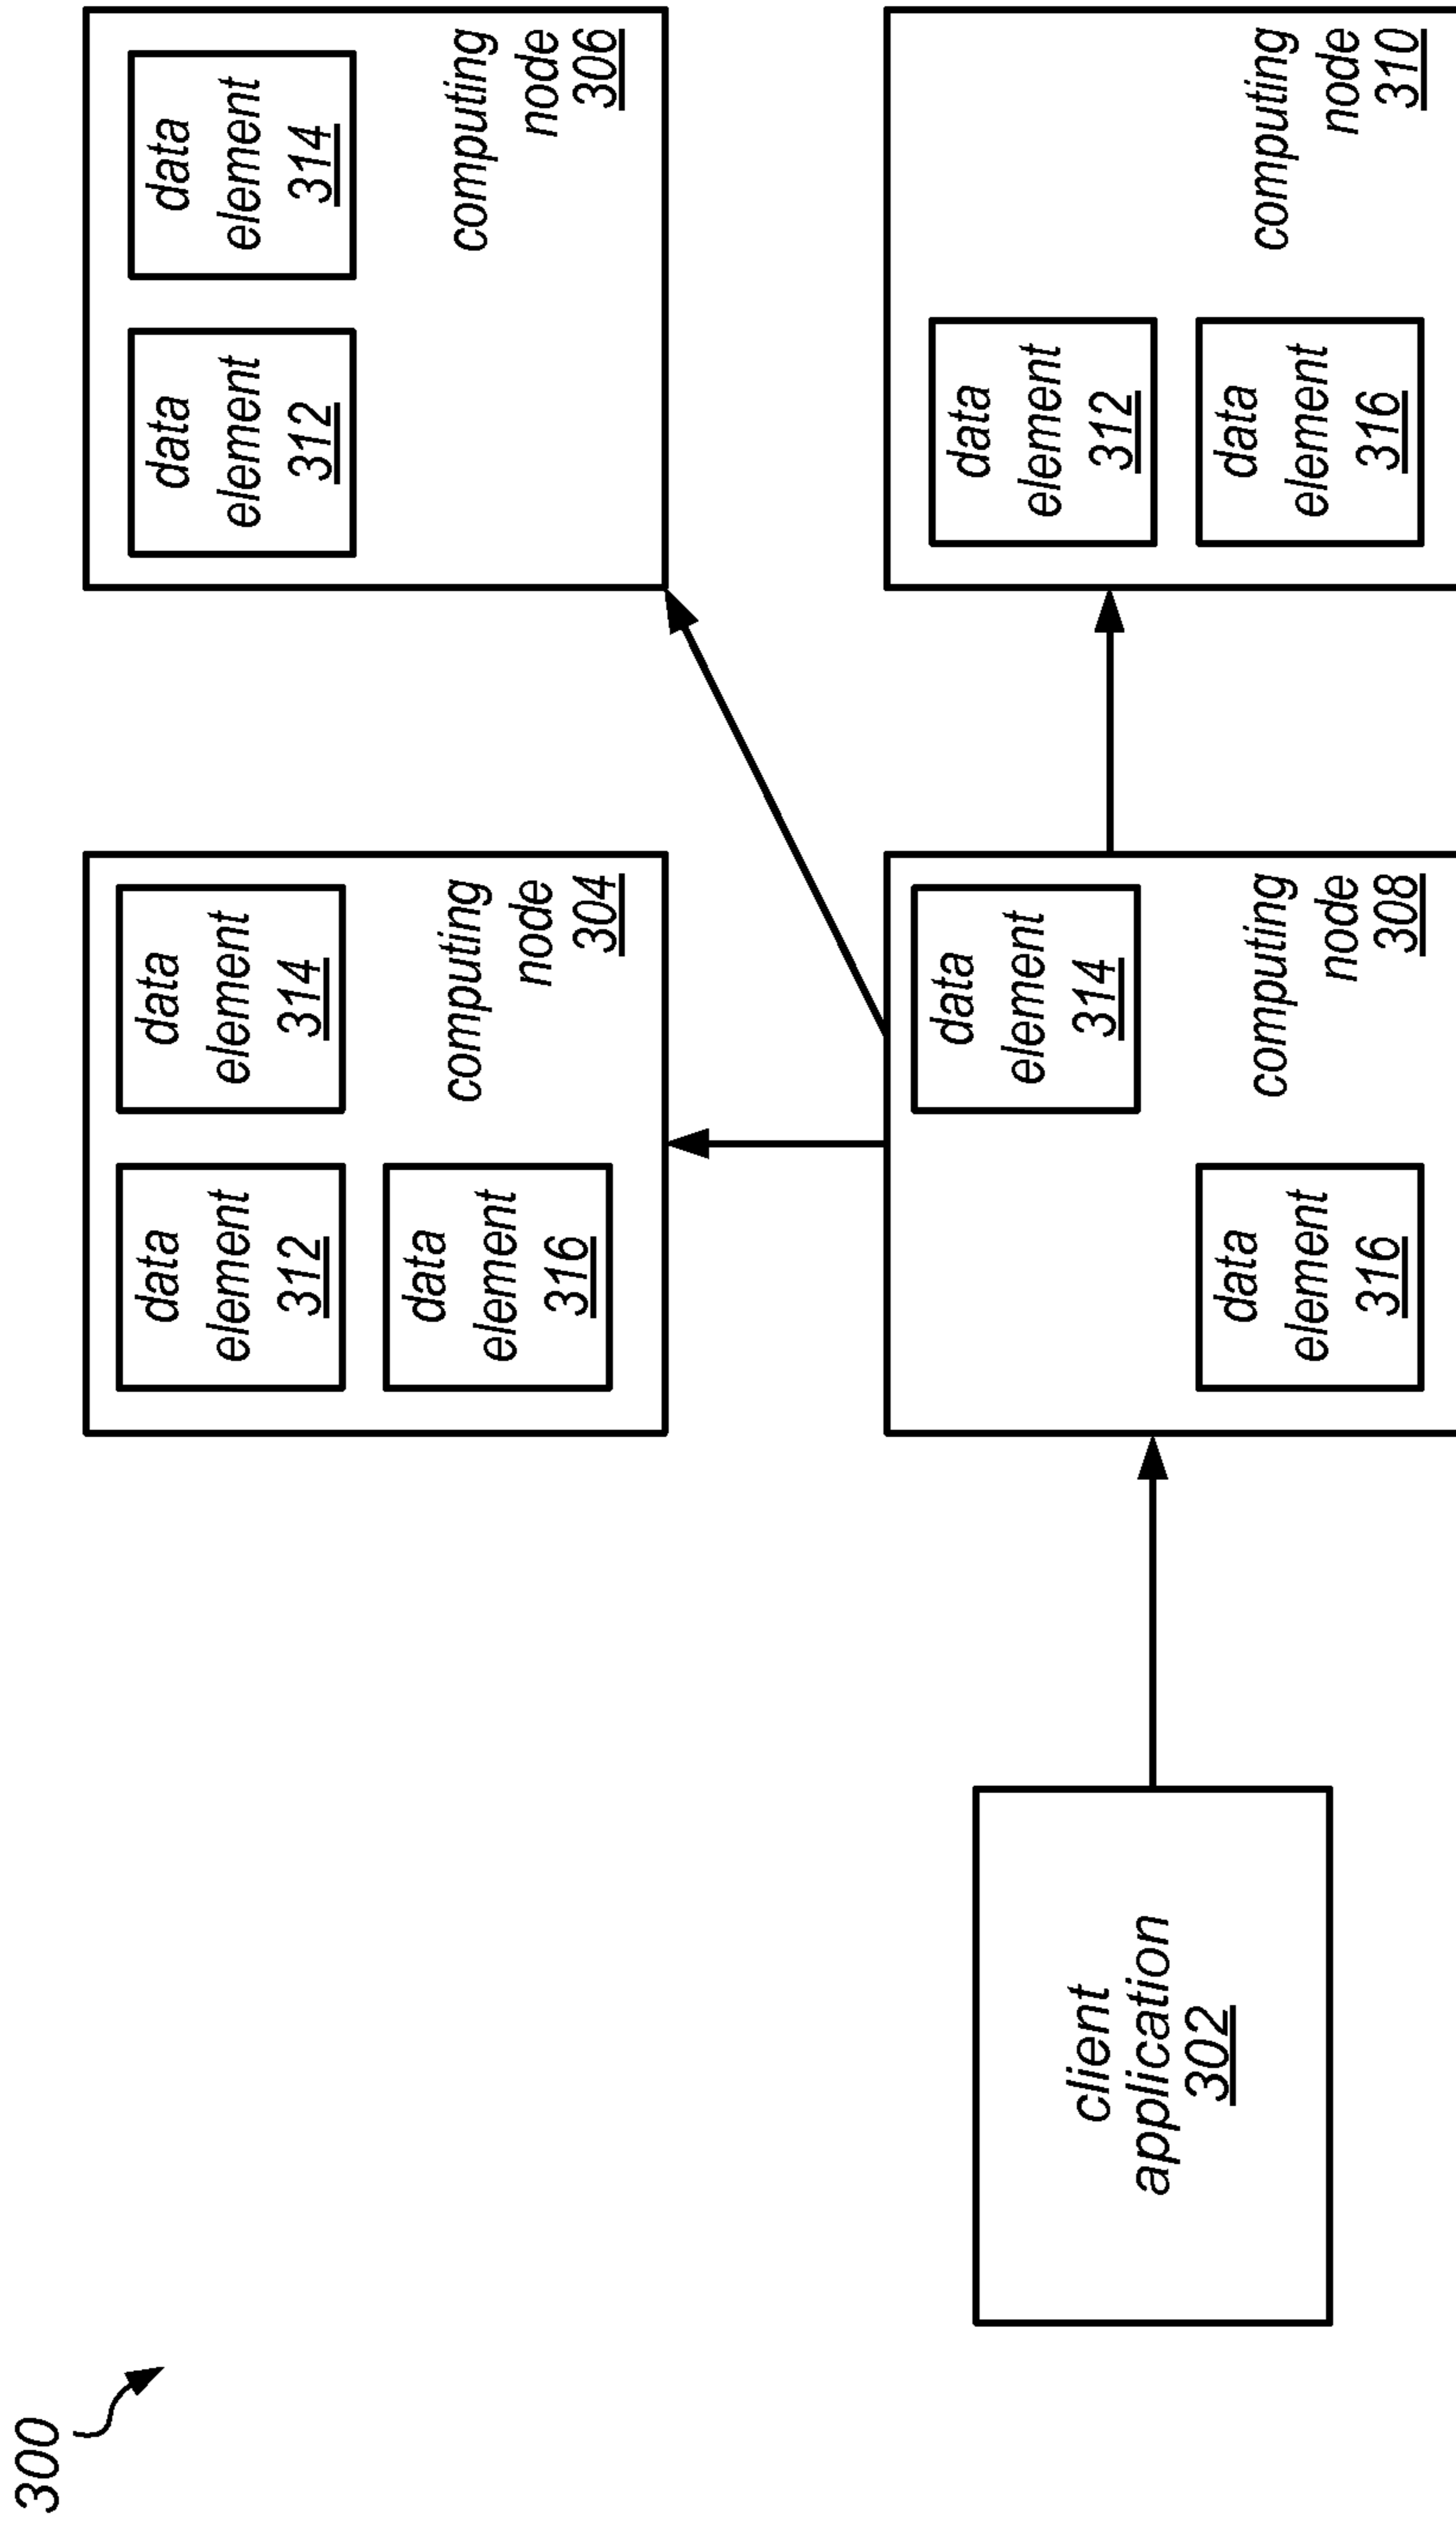 300
data
element
312
data
element
314
data
element
316
computing
node
304
data
element
312
data
element
314
computing
node
306
client
application
302
data
element
314
data
element
316
computing
node
308
data
element
312
data
element
316
computing
node
310